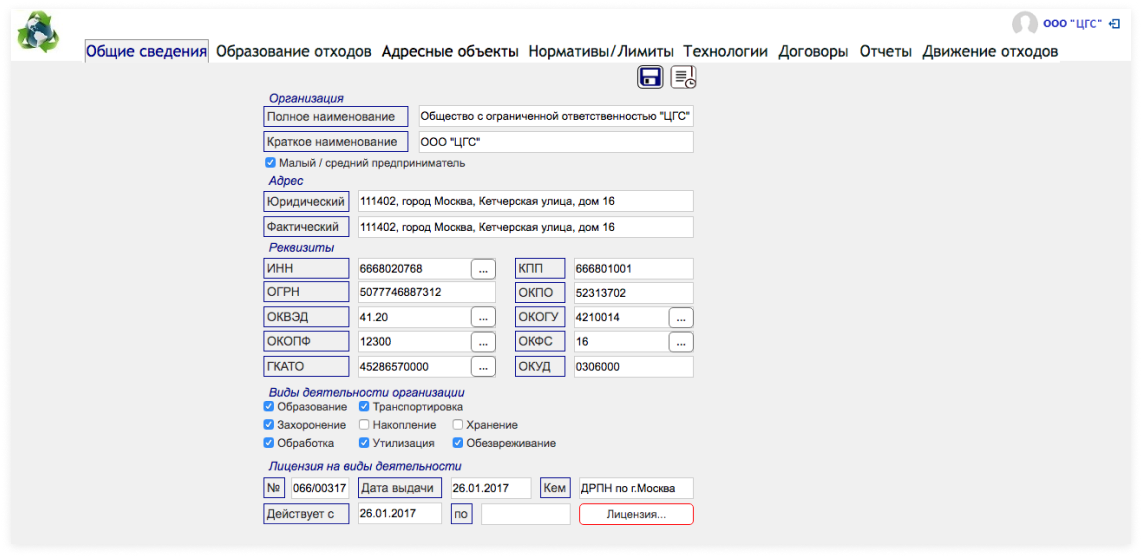 ООО "ЦГС"
Общие сведения Образование отходов Адресные объекты Нормативы/Лимиты Технологии Договоры Отчеты Движение отходов
Организация
Полное наименование Общество с ограниченной ответственностью "ЦГС"
Краткое наименование ООО "ЦГС"
Малый / средний предприниматель
Адрес
Юридический 111402, город Москва, Кетчерская улица, дом 16
Фактический 111402, город Москва, Кетчерская улица, дом 16
Реквизиты
ИНН 6668020768 ... КПП 666801001
ОГРН 5077746887312 ОКПО 52313702
ОКВЭД 41.20 ... ОКОГУ 4210014 ...
ОКОПФ 12300 ... ОКФС 16 ...
ГКАТО 45286570000 ... ОКУД 0306000
Виды деятельности организации
Образование Транспортировка
Захоронение Накопление Хранение
Обработка Утилизация Обезвреживание
Лицензия на виды деятельности
№ 066/00317 Дата выдачи 26.01.2017 Кем ДРПН по г.Москва
Действует с 26.01.2017 по Лицензия...